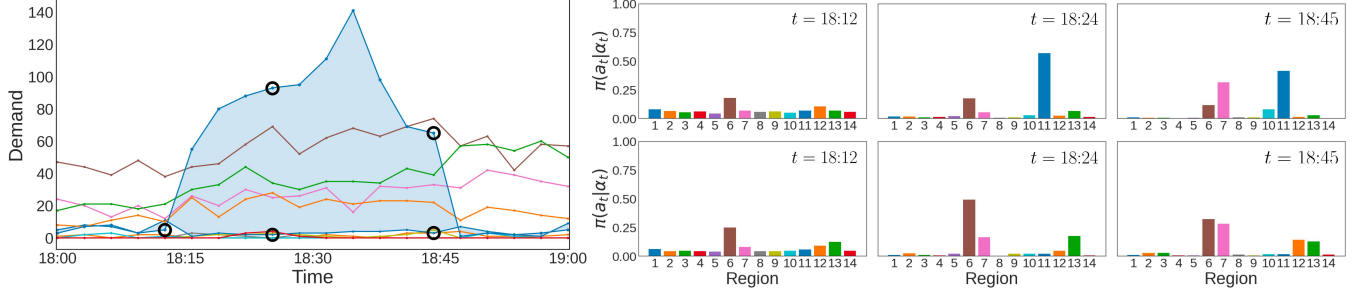 140
120
100
80
60
40
20
0
Demand
18:00 18:15 18:30 18:45 19:00
Time
1.00
0.75
0.50
0.25
0.00
π(a_t|α_t)
t = 18:12
1 2 3 4 5 6 7 8 9 10 11 12 13 14
t = 18:24
1 2 3 4 5 6 7 8 9 10 11 12 13 14
t = 18:45
1 2 3 4 5 6 7 8 9 10 11 12 13 14
1.00
0.75
0.50
0.25
0.00
π(a_t|α_t)
t = 18:12
1 2 3 4 5 6 7 8 9 10 11 12 13 14
Region
t = 18:24
1 2 3 4 5 6 7 8 9 10 11 12 13 14
Region
t = 18:45
1 2 3 4 5 6 7 8 9 10 11 12 13 14
Region